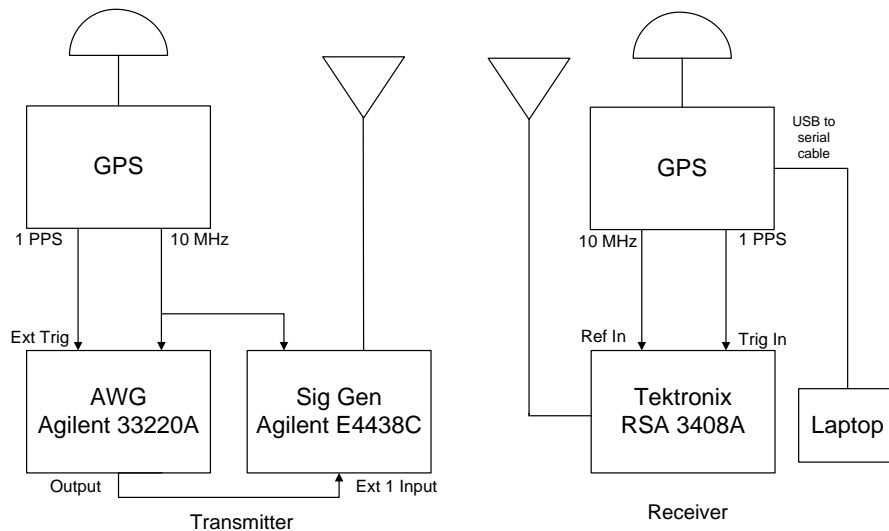 GPS
1 PPS
10 MHz
Ext Trig
AWG
Agilent 33220A
Sig Gen
Agilent E4438C
Output
Ext 1 Input
Transmitter
USB to
serial
cable
GPS
10 MHz
1 PPS
Ref In
Trig In
Tektronix
RSA 3408A
Laptop
Receiver